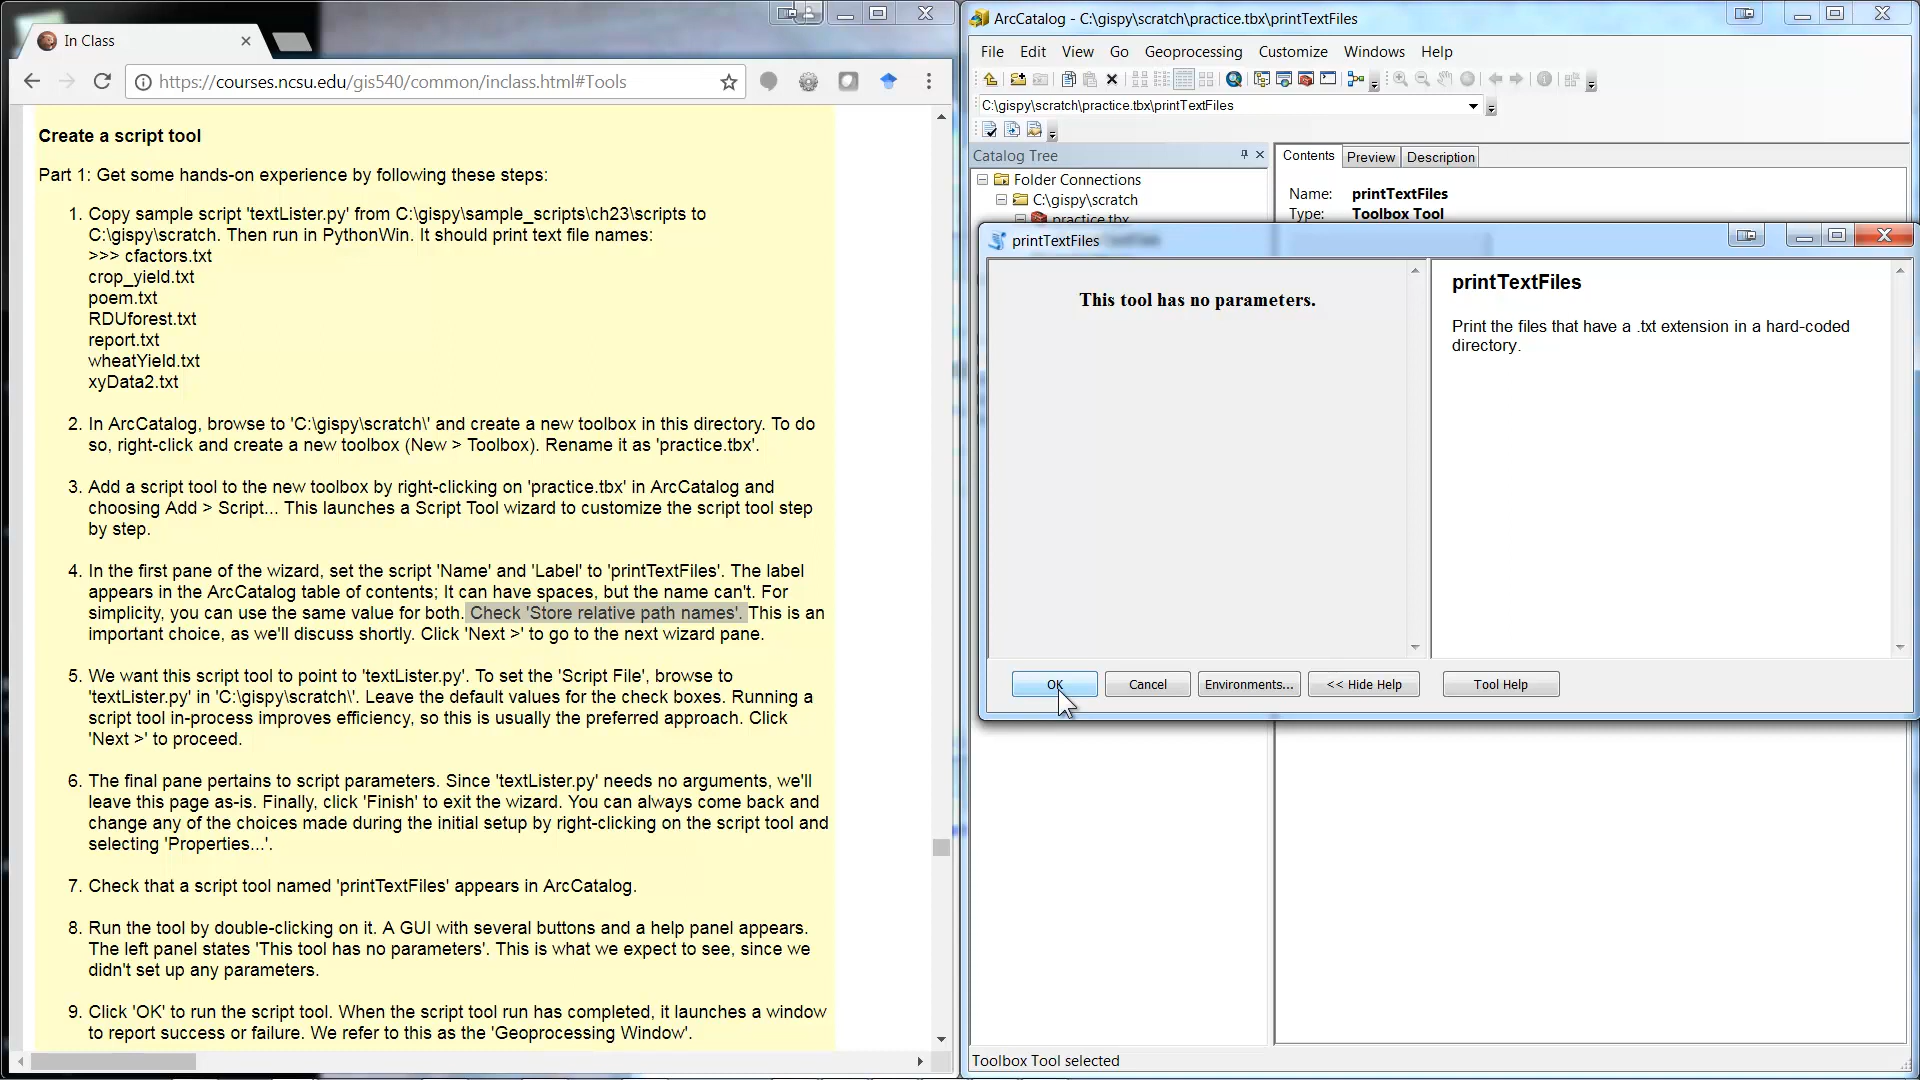 In Class
https://courses.ncsu.edu/gis540/common/inclass.html#Tools
Create a script tool
Part 1: Get some hands-on experience by following these steps:
1. Copy sample script 'textLister.py' from C:\gispy\sample_scripts\ch23\scripts to
C:\gispy\scratch. Then run in PythonWin. It should print text file names:
>>> cfactors.txt
crop_yield.txt
poem.txt
RDUforest.txt
report.txt
wheatYield.txt
xyData2.txt
2. In ArcCatalog, browse to 'C:\gispy\scratch\' and create a new toolbox in this directory. To do
so, right-click and create a new toolbox (New > Toolbox). Rename it as 'practice.tbx'.
3. Add a script tool to the new toolbox by right-clicking on 'practice.tbx' in ArcCatalog and
choosing Add > Script... This launches a Script Tool wizard to customize the script tool step
by step.
4. In the first pane of the wizard, set the script 'Name' and 'Label' to 'printTextFiles'. The label
appears in the ArcCatalog table of contents; It can have spaces, but the name can't. For
simplicity, you can use the same value for both. Check 'Store relative path names'. This is an
important choice, as we'll discuss shortly. Click 'Next >' to go to the next wizard pane.
5. We want this script tool to point to 'textLister.py'. To set the 'Script File', browse to
'textLister.py' in 'C:\gispy\scratch\'. Leave the default values for the check boxes. Running a
script tool in-process improves efficiency, so this is usually the preferred approach. Click
'Next >' to proceed.
6. The final pane pertains to script parameters. Since 'textLister.py' needs no arguments, we'll
leave this page as-is. Finally, click 'Finish' to exit the wizard. You can always come back and
change any of the choices made during the initial setup by right-clicking on the script tool and
selecting 'Properties...'.
7. Check that a script tool named 'printTextFiles' appears in ArcCatalog.
8. Run the tool by double-clicking on it. A GUI with several buttons and a help panel appears.
The left panel states 'This tool has no parameters'. This is what we expect to see, since we
didn't set up any parameters.
9. Click 'OK' to run the script tool. When the script tool run has completed, it launches a window
to report success or failure. We refer to this as the 'Geoprocessing Window'.
ArcCatalog - C:\gispy\scratch\practice.tbx\printTextFiles
File Edit View Go Geoprocessing Customize Windows Help
C:\gispy\scratch\practice.tbx\printTextFiles
Catalog Tree
Folder Connections
C:\gispy\scratch
practice.tbx
Contents Preview Description
Name: printTextFiles
Type: Toolbox Tool
printTextFiles
This tool has no parameters.
printTextFiles
Print the files that have a .txt extension in a hard-coded
directory.
OK Cancel Environments... << Hide Help Tool Help
Toolbox Tool selected